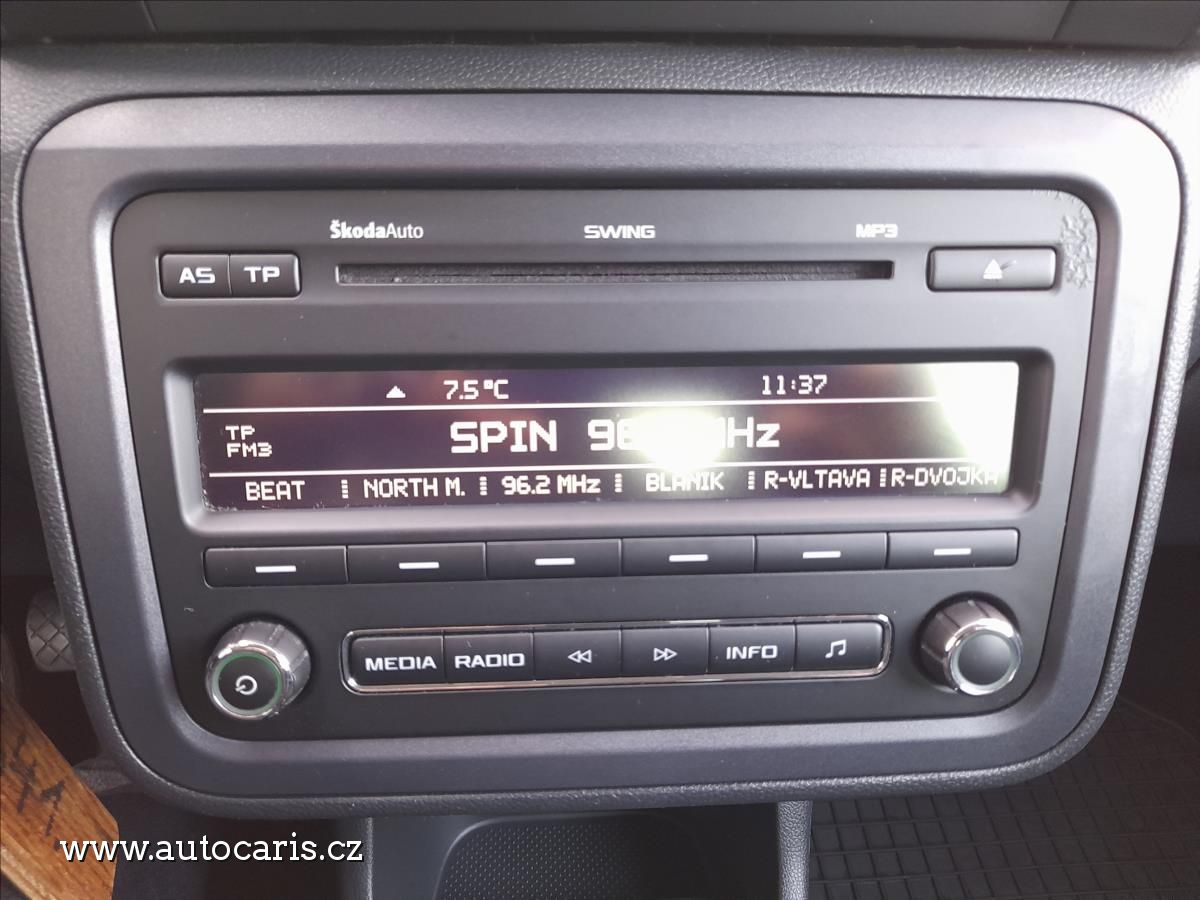 ŠkodaAuto SWING MP3
AS TP
7.5°C 11:37
TP
FM3
SPIN
BEAT NORTH M. 96.2 MHz BLANIK R-VLTAVA R-DVOJKA
MEDIA RADIO INFO
www.autocaris.cz